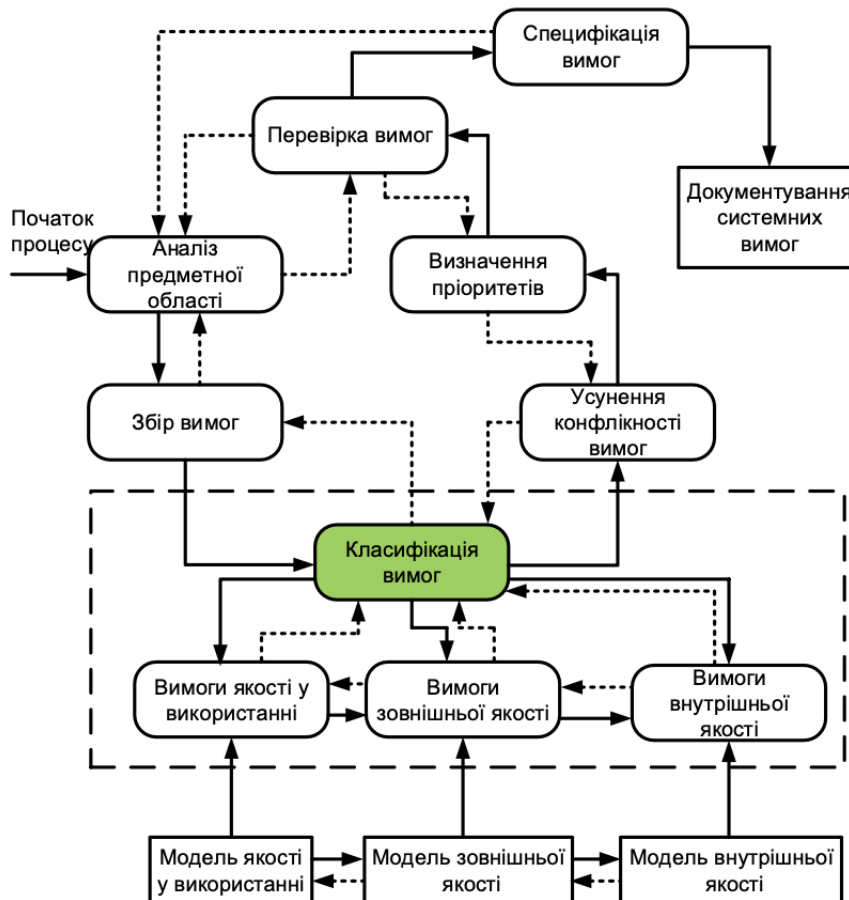 Специфікація
вимог
Перевірка вимог
Документування
системних
вимог
Початок
процесу
Аналіз
предметної
області
Визначення
пріоритетів
Збір вимог
Усунення
конфлікності
вимог
Класифікація
вимог
Вимоги якості у
використанні
Вимоги
зовнішньої якості
Вимоги
внутрішньої
якості
Модель якості
у використанні
Модель зовнішньої
якості
Модель внутрішньої
якості